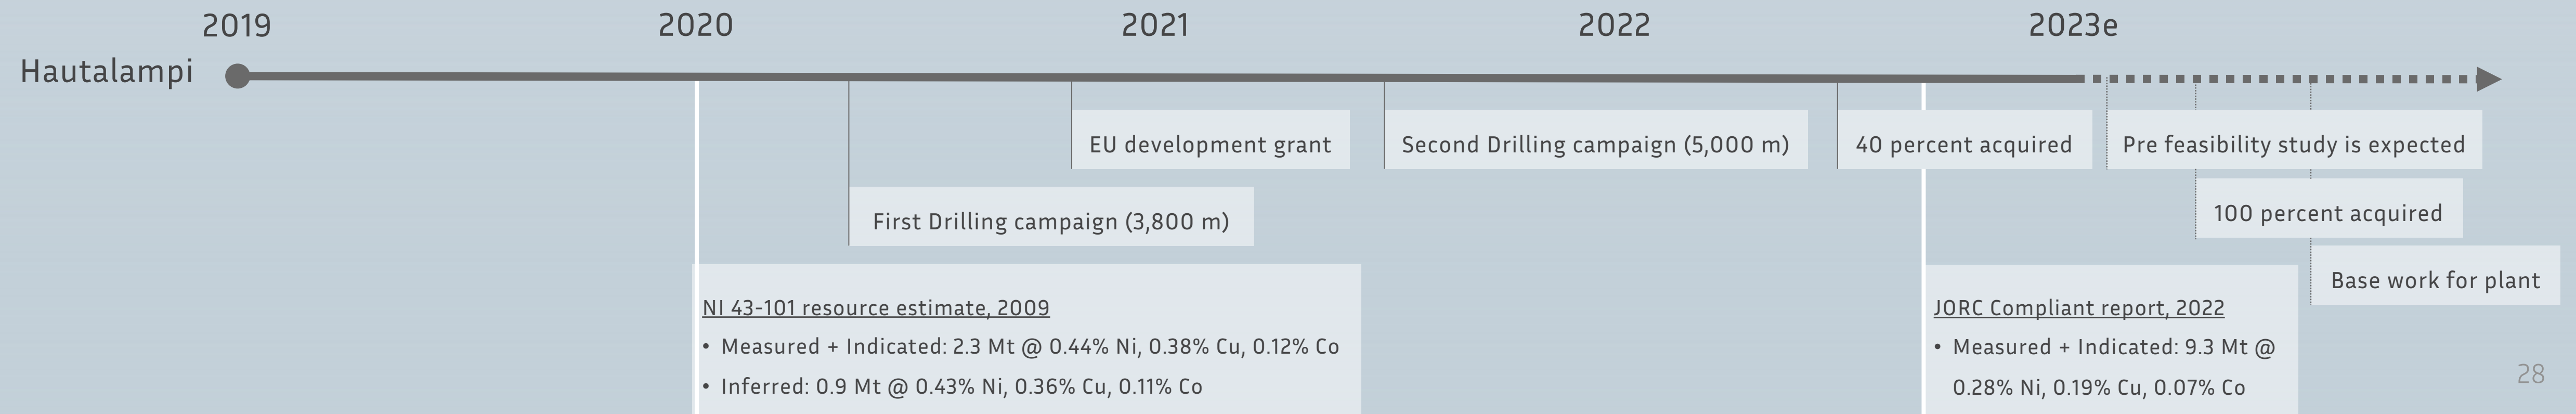 2019 2020 2021 2022 2023e
Hautalampi
EU development grant
Second Drilling campaign (5,000 m)
40 percent acquired
Pre feasibility study is expected
First Drilling campaign (3,800 m)
100 percent acquired
Base work for plant
NI 43-101 resource estimate, 2009
• Measured + Indicated: 2.3 Mt @ 0.44% Ni, 0.38% Cu, 0.12% Co
• Inferred: 0.9 Mt @ 0.43% Ni, 0.36% Cu, 0.11% Co
JORC Compliant report, 2022
• Measured + Indicated: 9.3 Mt @
0.28% Ni, 0.19% Cu, 0.07% Co
28